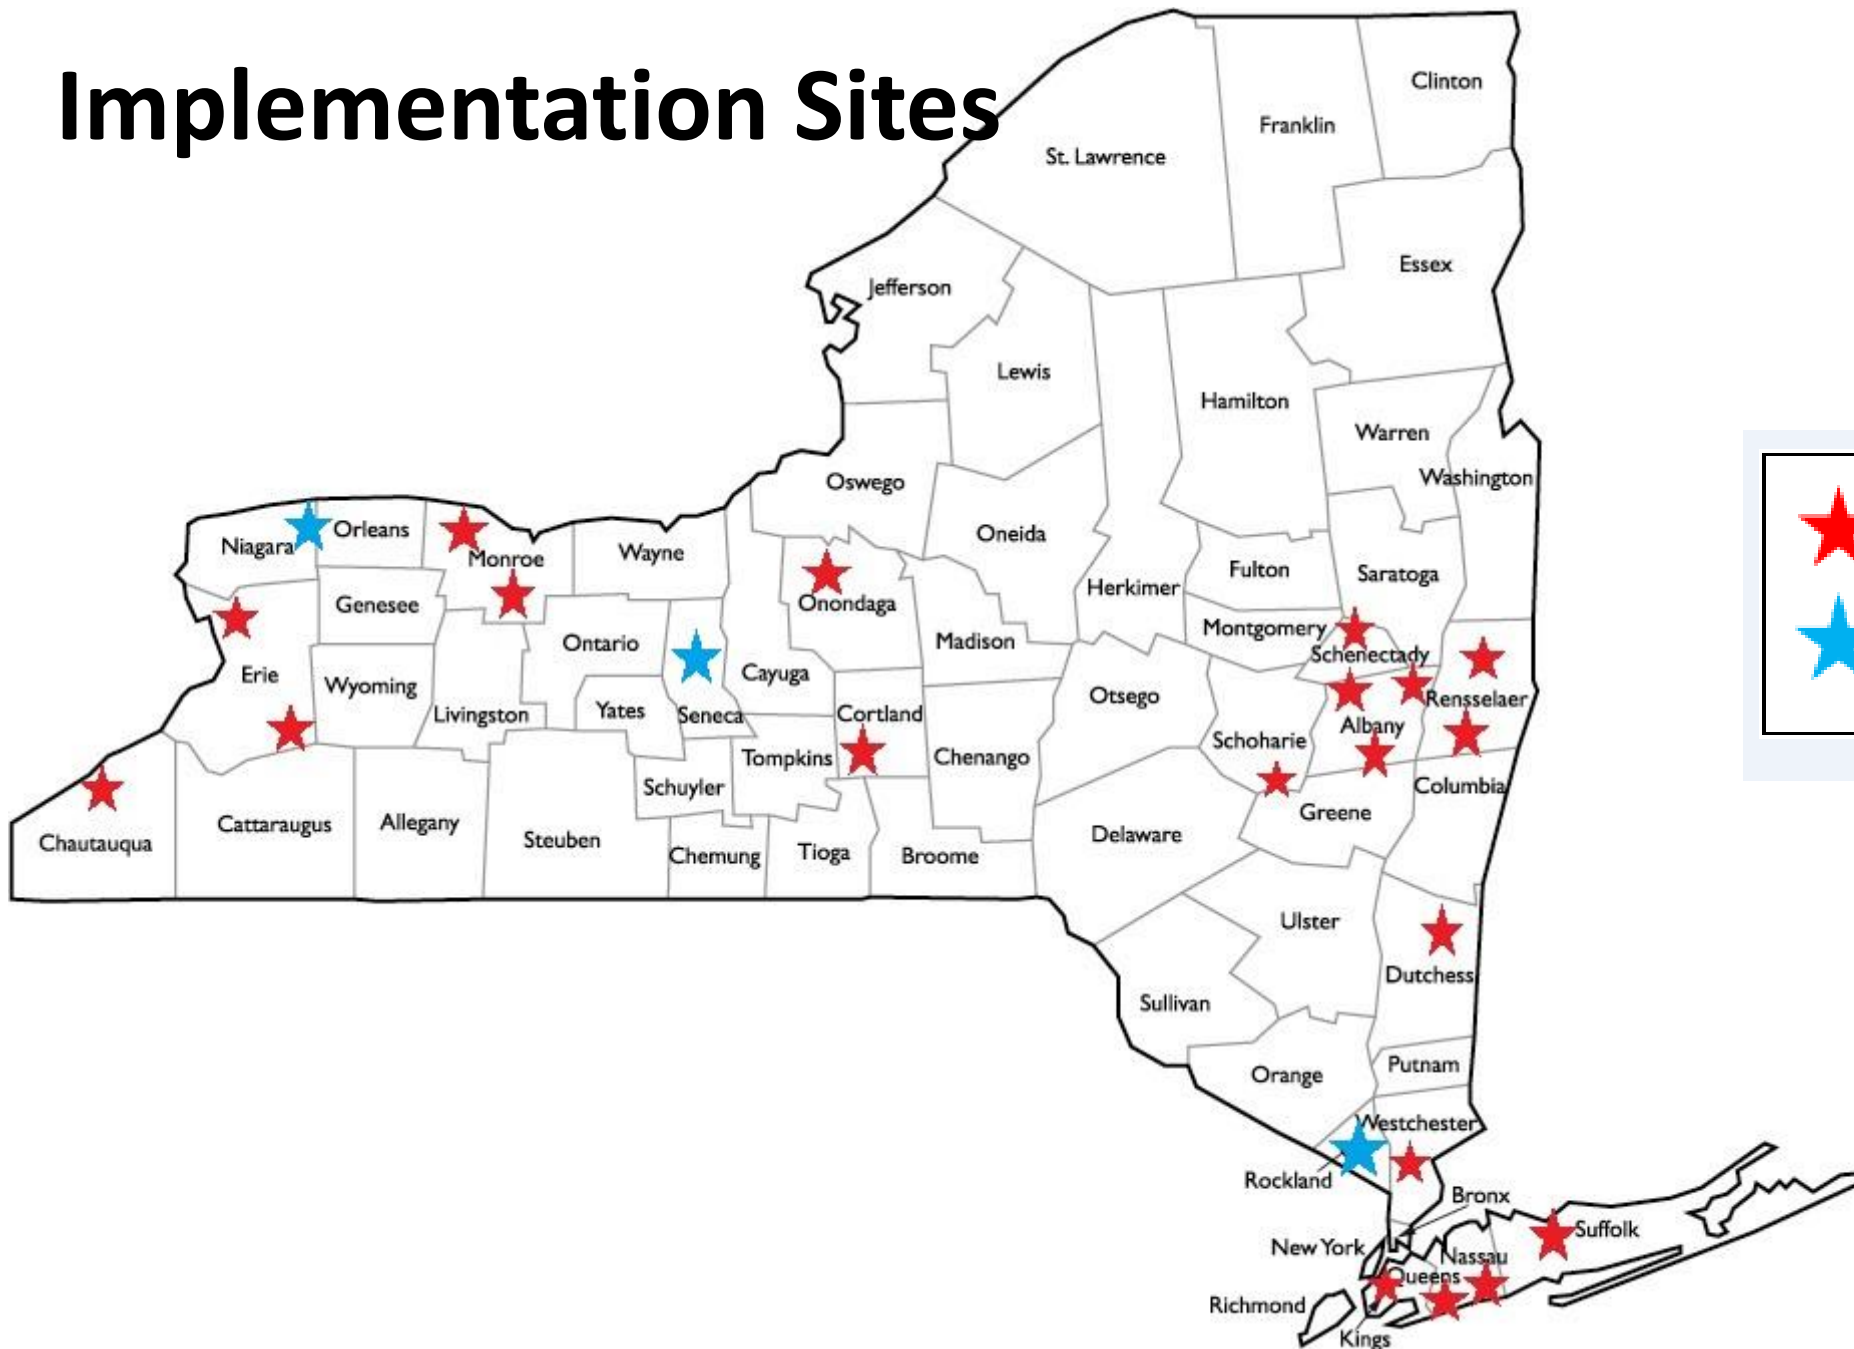 Implementation Sites
Clinton
Franklin
St. Lawrence
Essex
Jefferson
Lewis
Hamilton
Warren
Washington
Oswego
Oneida
Herkimer
Fulton
Saratoga
Niagara
Orleans
Monroe
Wayne
Genesee
Onondaga
Madison
Montgomery
Schenectady
Ontario
Cayuga
Erie
Wyoming
Livingston
Yates
Seneca
Cortland
Otsego
Rensselaer
Albany
Schoharie
Tompkins
Chenango
Schuyler
Columbia
Greene
Chautauqua
Cattaraugus
Allegany
Steuben
Chemung
Tioga
Broome
Delaware
Ulster
Dutchess
Sullivan
Orange
Putnam
Westchester
Rockland
Bronx
Suffolk
New York
Nassau
Queens
Richmond
Kings